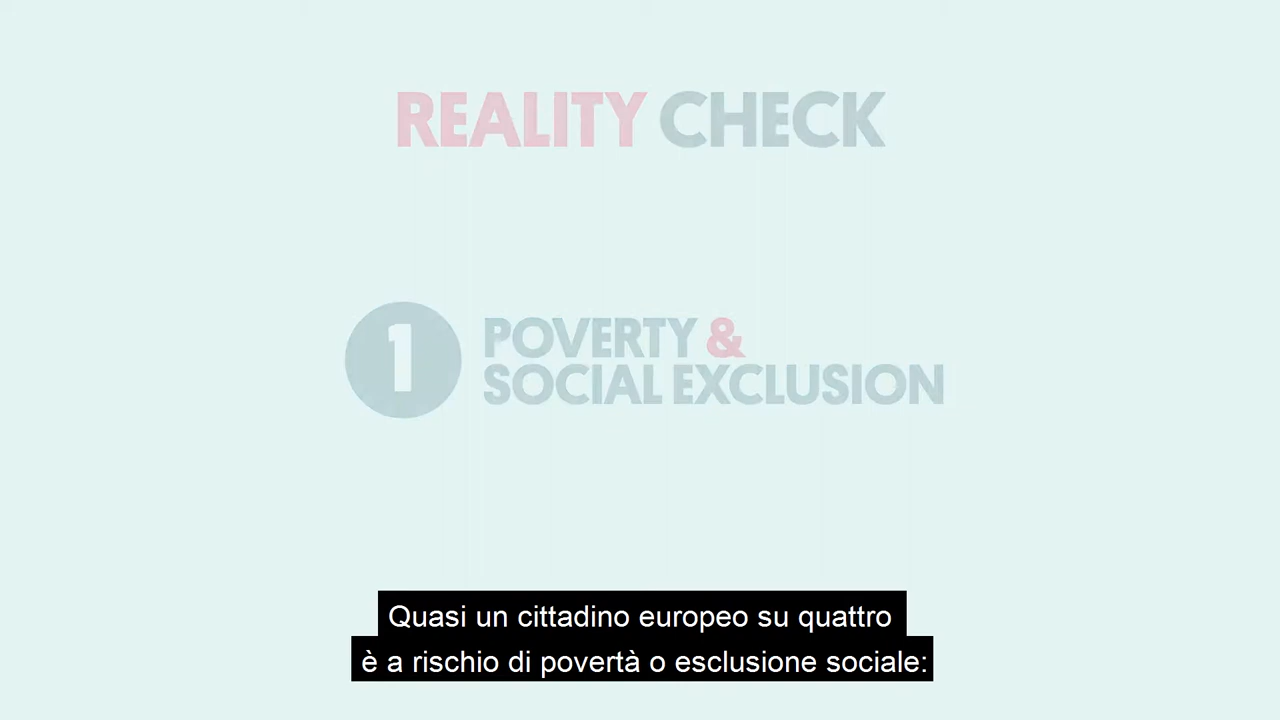 REALITY CHECK
1
POVERTY &
SOCIAL EXCLUSION
Quasi un cittadino europeo su quattro
è a rischio di povertà o esclusione sociale: